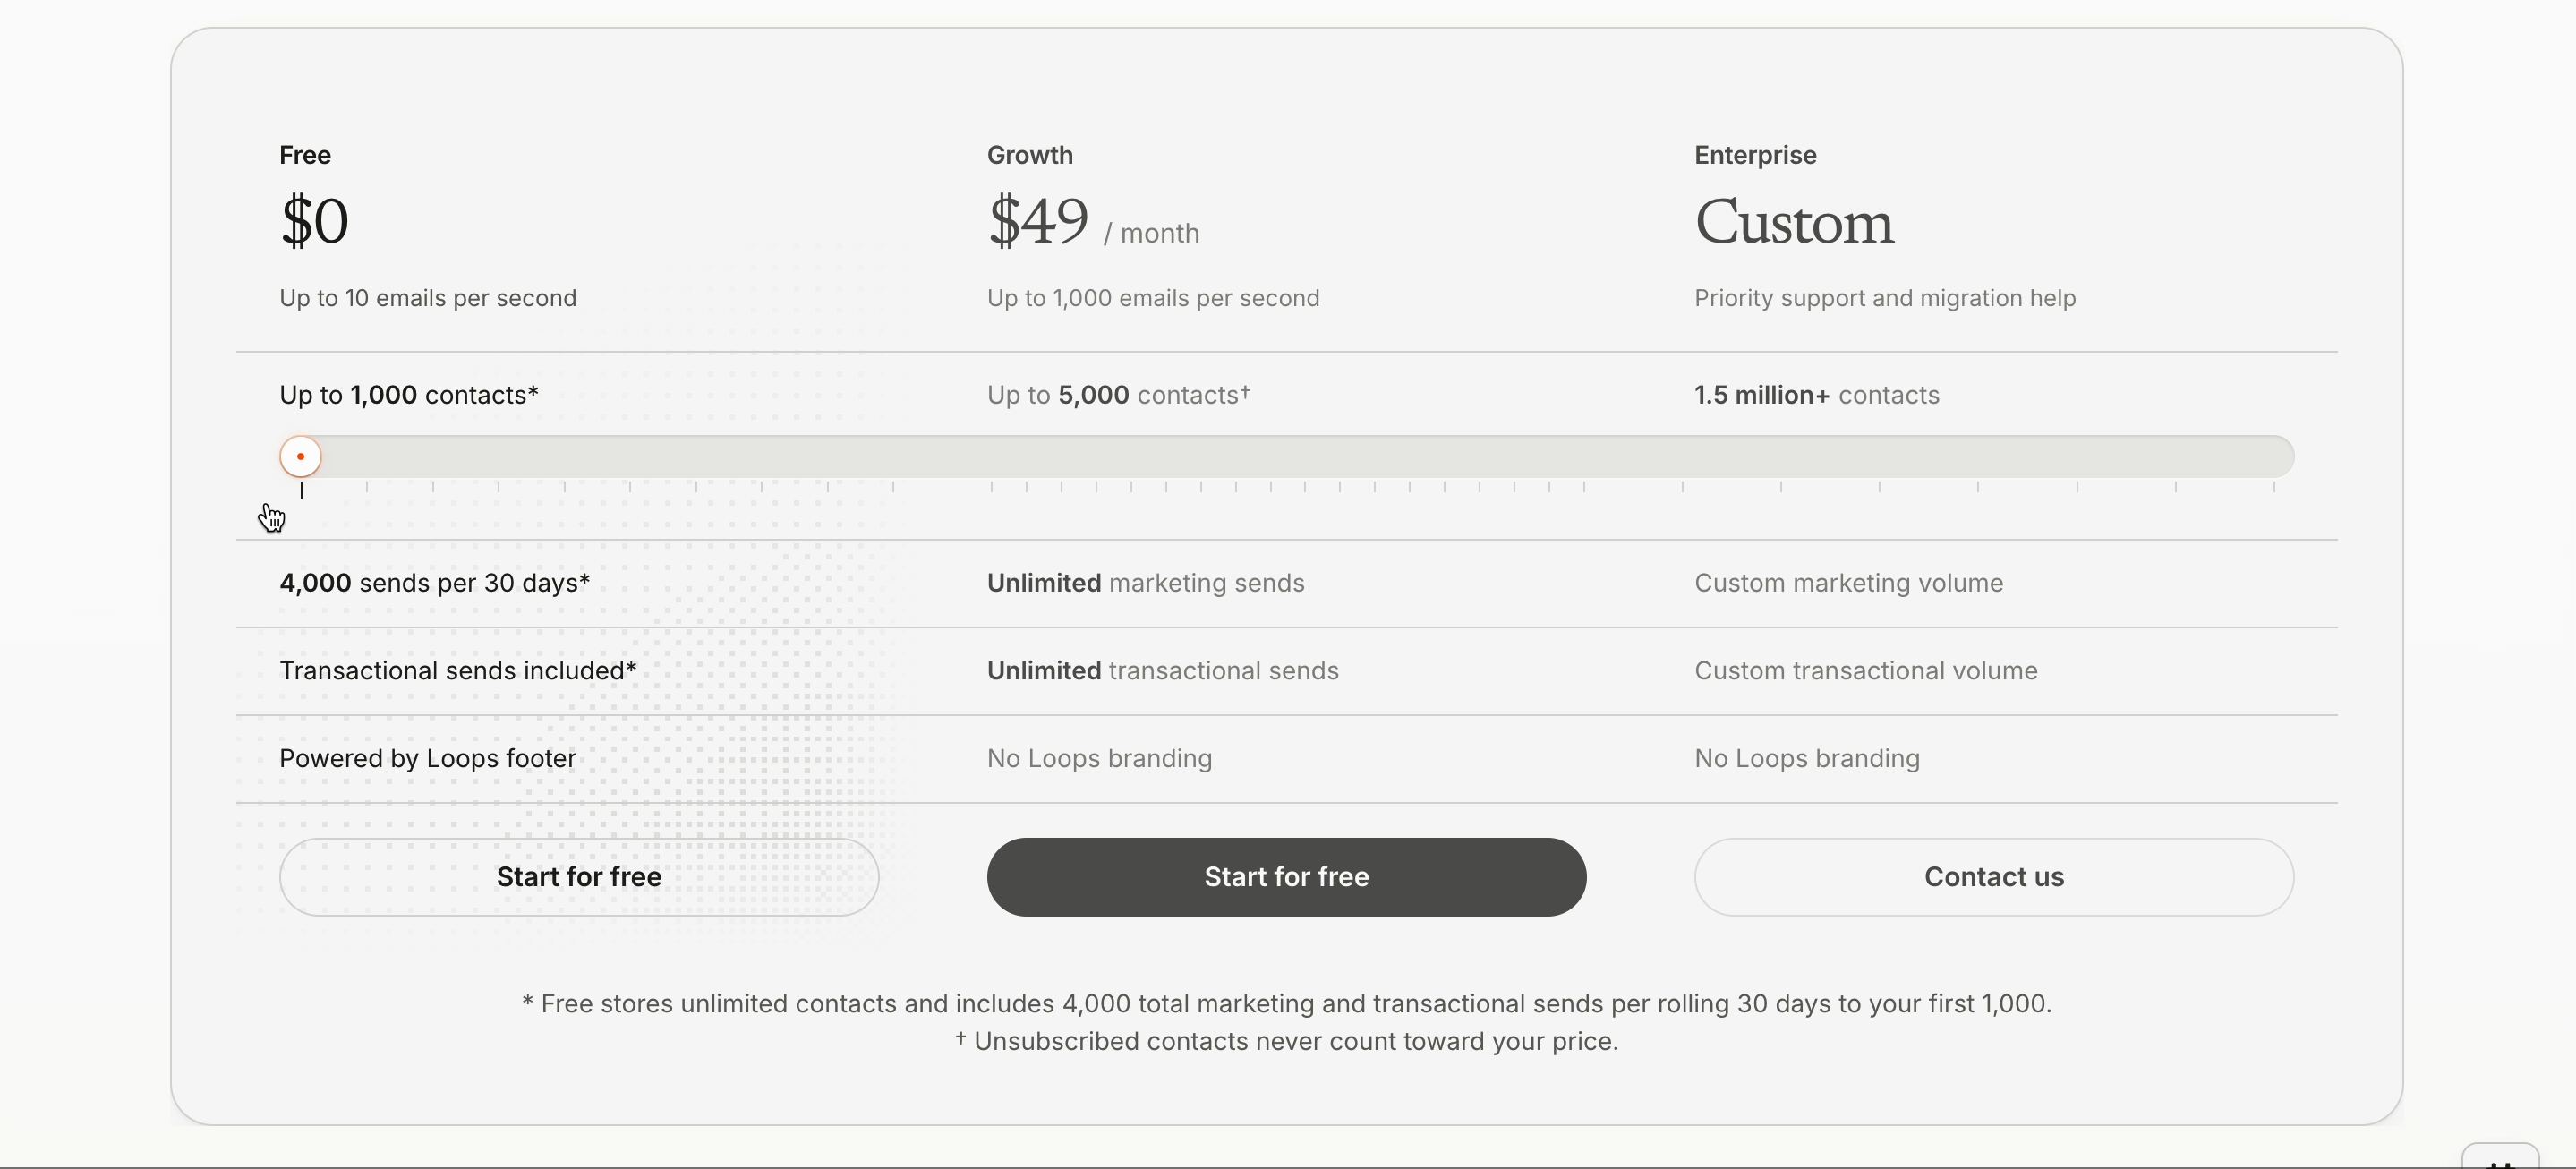 Free
$0
Up to 10 emails per second
Growth
$49 / month
Up to 1,000 emails per second
Enterprise
Custom
Priority support and migration help
Up to 1,000 contacts*
Up to 5,000 contacts†
1.5 million+ contacts
4,000 sends per 30 days*
Unlimited marketing sends
Custom marketing volume
Transactional sends included*
Unlimited transactional sends
Custom transactional volume
Powered by Loops footer
No Loops branding
No Loops branding
Start for free
Start for free
Contact us
* Free stores unlimited contacts and includes 4,000 total marketing and transactional sends per rolling 30 days to your first 1,000.
† Unsubscribed contacts never count toward your price.